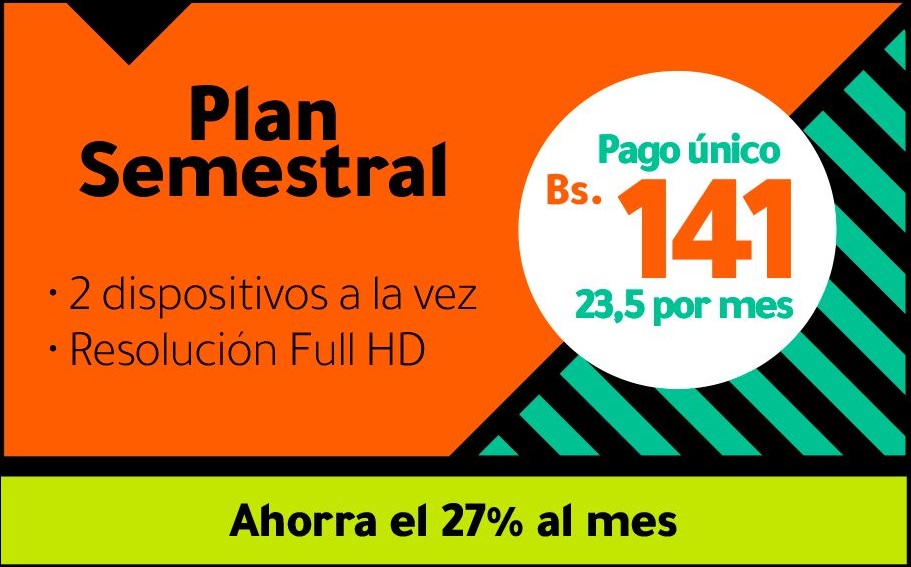 Plan
Semestral
• 2 dispositivos a la vez
• Resolución Full HD
Pago único
Bs. 141
23,5 por mes
Ahorra el 27% al mes